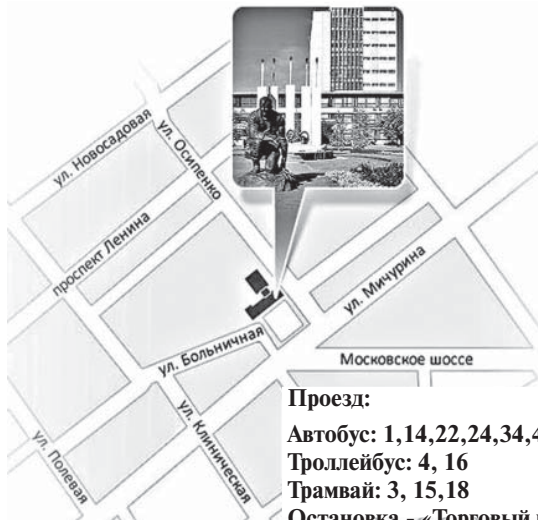 ул. Новосадовая
ул. Осипенко
проспект Ленина
ул. Мичурина
ул. Больничная
Московское шоссе
ул. Полевая
ул. Клиническая
Проезд:
Автобус: 1,14,22,24,34,
Троллейбус: 4, 16
Трамвай: 3, 15,18
Остановка - «Торговый